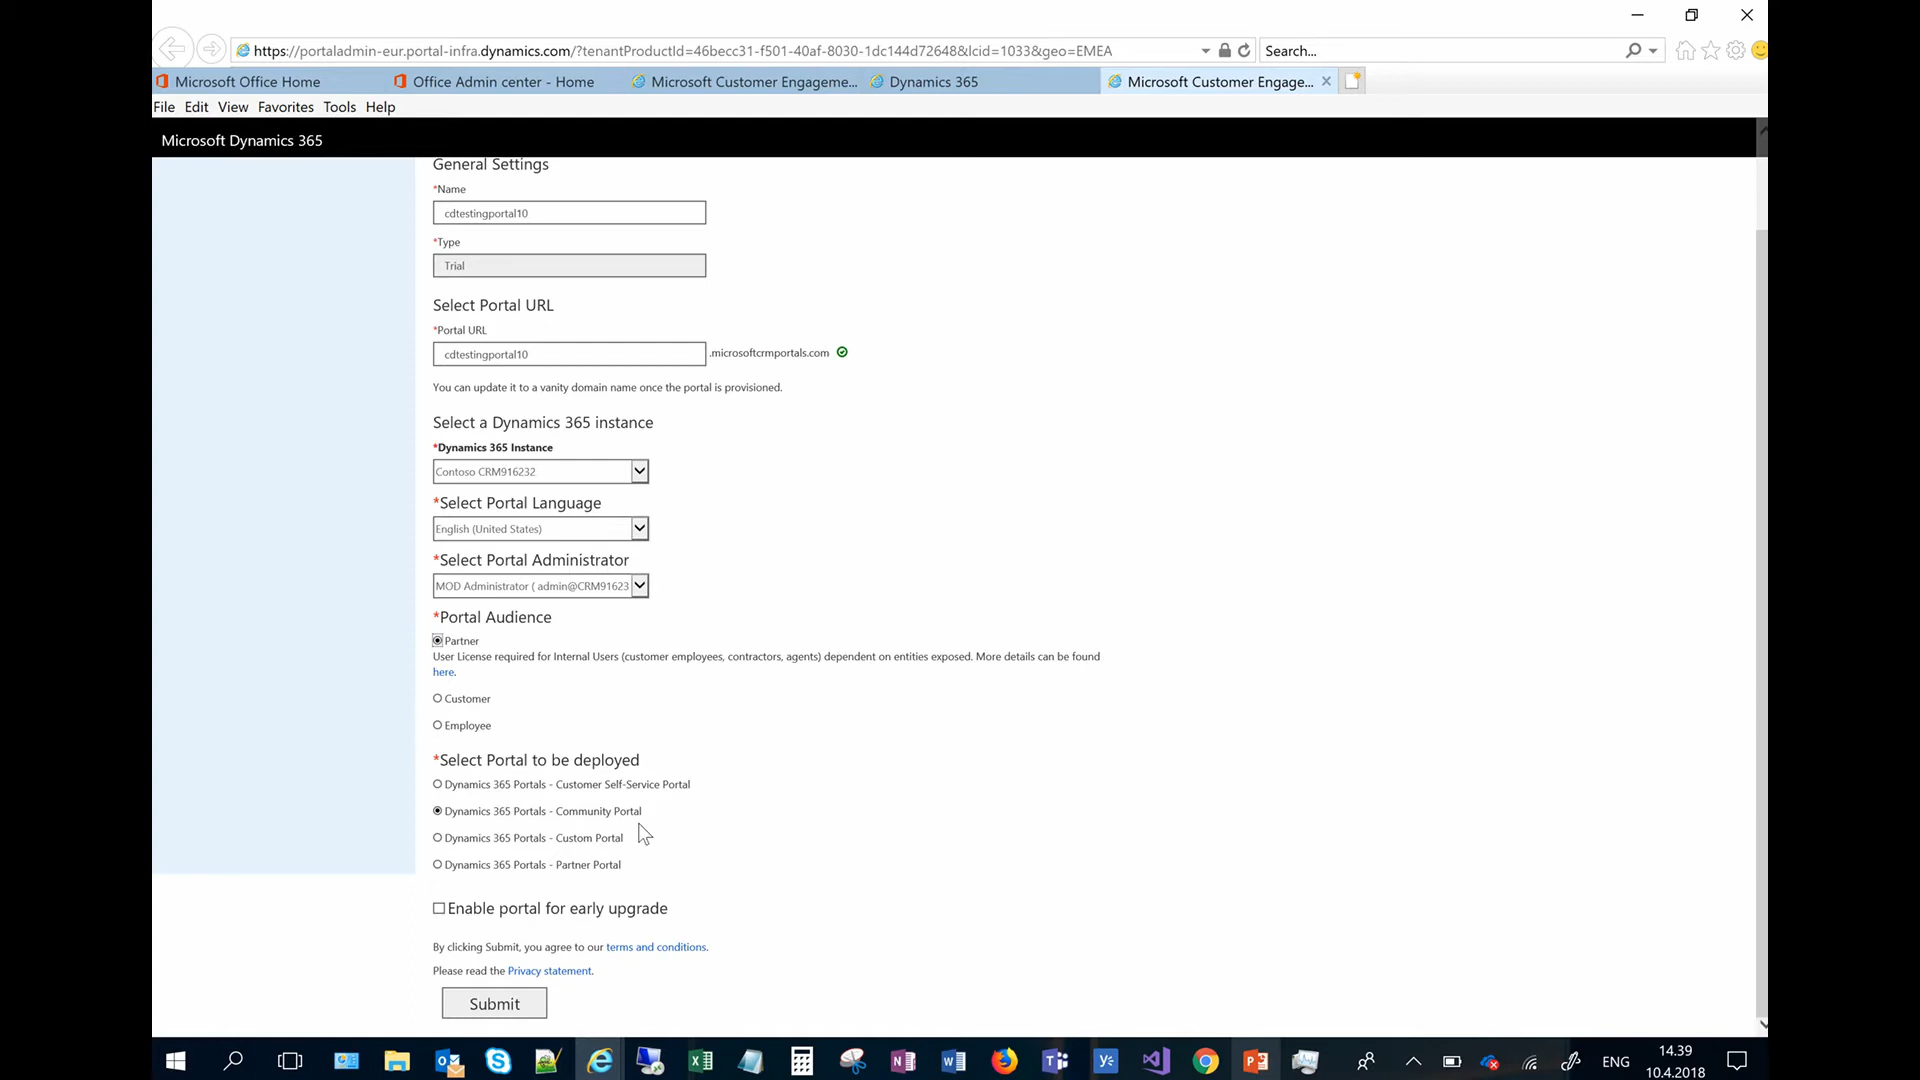 https://portaladmin-eur.portal-infra.dynamics.com/?tenantProductId=46becc31-f501-40af-8030-1dc144d72648&lcid=1033&geo=EMEA
Search...
Microsoft Office Home
Office Admin center - Home
Microsoft Customer Engageme...
Dynamics 365
Microsoft Customer Engage...
File Edit View Favorites Tools Help
Microsoft Dynamics 365
General Settings
*Name
cdtestingportal10
*Type
Trial
Select Portal URL
*Portal URL
cdtestingportal10 .microsoftcrmportals.com
You can update it to a vanity domain name once the portal is provisioned.
Select a Dynamics 365 instance
*Dynamics 365 Instance
Contoso CRM916232
*Select Portal Language
English (United States)
*Select Portal Administrator
MOD Administrator ( admin@CRM91623
*Portal Audience
Partner
User License required for Internal Users (customer employees, contractors, agents) dependent on entities exposed. More details can be found
here.
Customer
Employee
*Select Portal to be deployed
Dynamics 365 Portals - Customer Self-Service Portal
Dynamics 365 Portals - Community Portal
Dynamics 365 Portals - Custom Portal
Dynamics 365 Portals - Partner Portal
Enable portal for early upgrade
By clicking Submit, you agree to our terms and conditions.
Please read the Privacy statement.
Submit
ENG
14.39
10.4.2018